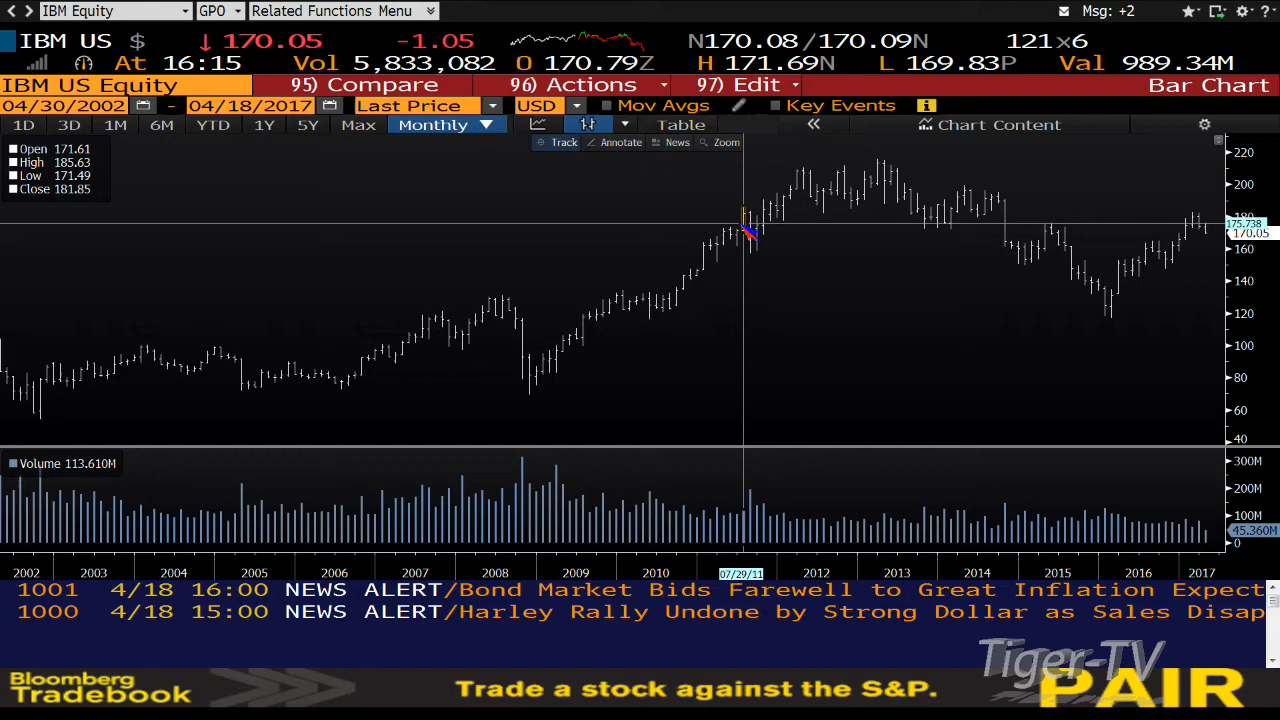 IBM Equity GPO Related Functions Menu Msg: +2
IBM US $ ↓ 170.05 -1.05 N170.08/170.09N 121x6
At 16:15 Vol 5,833,082 O 170.79Z H 171.69N L 169.83P Val 989.34M
IBM US Equity 95) Compare 96) Actions 97) Edit Bar Chart
04/30/2002 - 04/18/2017 Last Price USD Mov Avgs Key Events
1D 3D 1M 6M YTD 1Y 5Y Max Monthly ▼ Table « Chart Content
Track Annotate News Zoom
Open 171.61
High 185.63
Low 171.49
Close 181.85
220
200
180
175.738
170.05
160
140
120
100
80
60
40
Volume 113.610M
300M
200M
100M
45.360M
0
2002 2003 2004 2005 2006 2007 2008 2009 2010 07/29/11 2012 2013 2014 2015 2016 2017
1001 4/18 16:00 NEWS ALERT/Bond Market Bids Farewell to Great Inflation Expect
1000 4/18 15:00 NEWS ALERT/Harley Rally Undone by Strong Dollar as Sales Disap
Tiger-TV
Bloomberg
Tradebook
Trade a stock against the S&P.
PAIR